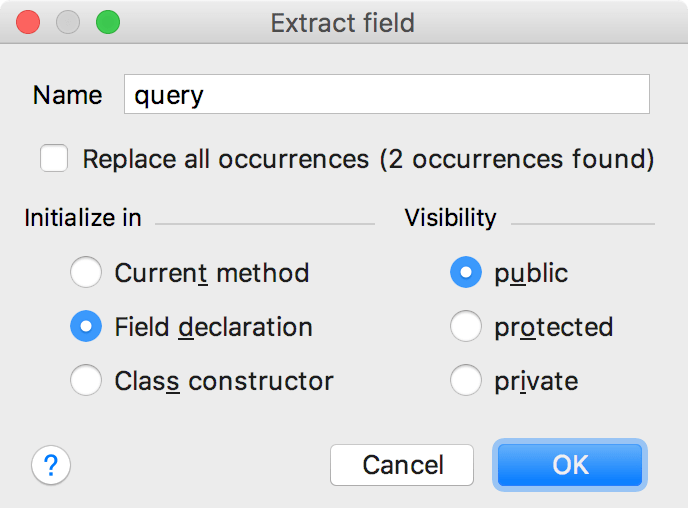 Extract field
Name query
Replace all occurrences (2 occurrences found)
Initialize in Visibility
Current method public
Field declaration protected
Class constructor private
? Cancel OK